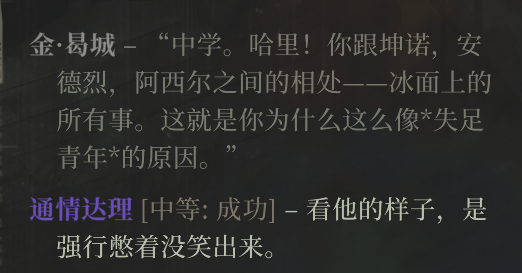 金·曷城 – “中学。哈里！你跟坤诺，安
德烈，阿西尔之间的相处——冰面上的
所有事。这就是你为什么这么像*失足
青年*的原因。”
通情达理 [中等: 成功] – 看他的样子，是
强行憋着没笑出来。